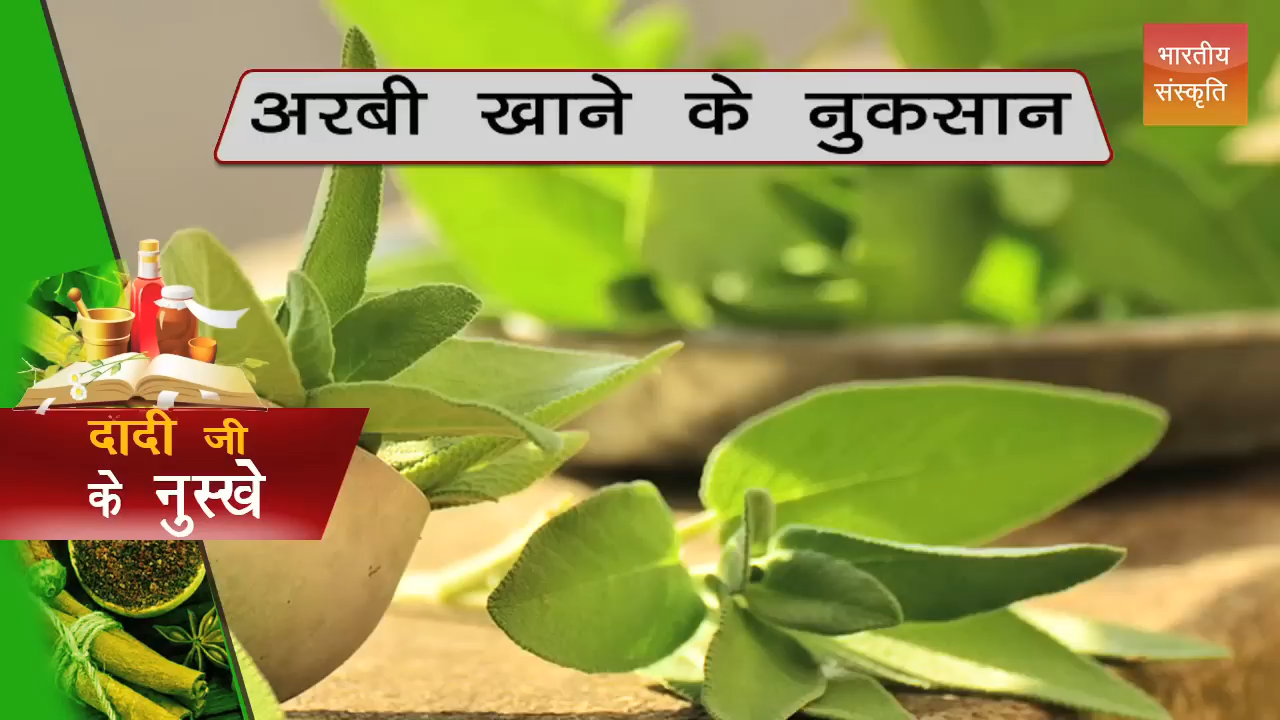 अरबी खाने के नुकसान
भारतीय
संस्कृति
दादी जी
के नुस्खे